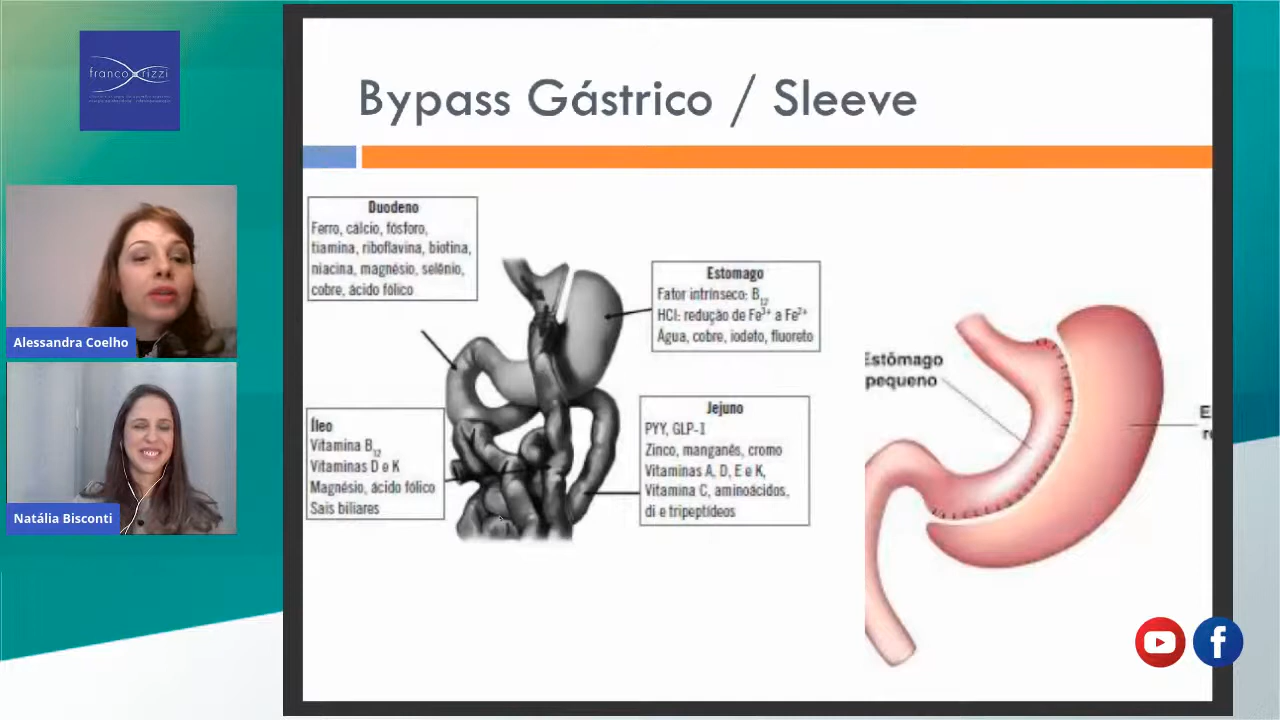 franco rizzi
Bypass Gástrico / Sleeve
Duodeno
Ferro, cálcio, fósforo,
tiamina, riboflavina, biotina,
niacina, magnésio, selênio,
cobre, ácido fólico
Estomago
Fator intrínseco: B12
HCl: redução de Fe³⁺ a Fe²⁺
Água, cobre, iodeto, fluoreto
Íleo
Vitamina B12
Vitaminas D e K
Magnésio, ácido fólico
Sais biliares
Jejuno
PYY, GLP-1
Zinco, manganês, cromo
Vitaminas A, D, E e K,
Vitamina C, aminoácidos,
di e tripeptídeos
Estômago
pequeno
Alessandra Coelho
Natália Bisconti